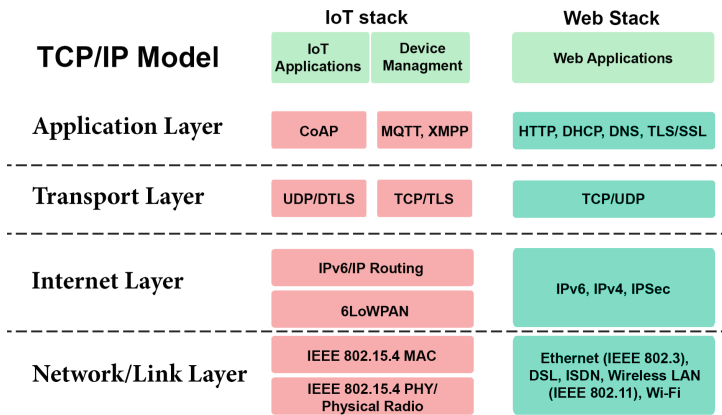 IoT stack
Web Stack
TCP/IP Model
IoT
Applications
Device
Managment
Web Applications
Application Layer
CoAP
MQTT, XMPP
HTTP, DHCP, DNS, TLS/SSL
Transport Layer
UDP/DTLS
TCP/TLS
TCP/UDP
Internet Layer
IPv6/IP Routing
6LoWPAN
IPv6, IPv4, IPSec
Network/Link Layer
IEEE 802.15.4 MAC
IEEE 802.15.4 PHY/
Physical Radio
Ethernet (IEEE 802.3),
DSL, ISDN, Wireless LAN
(IEEE 802.11), Wi-Fi